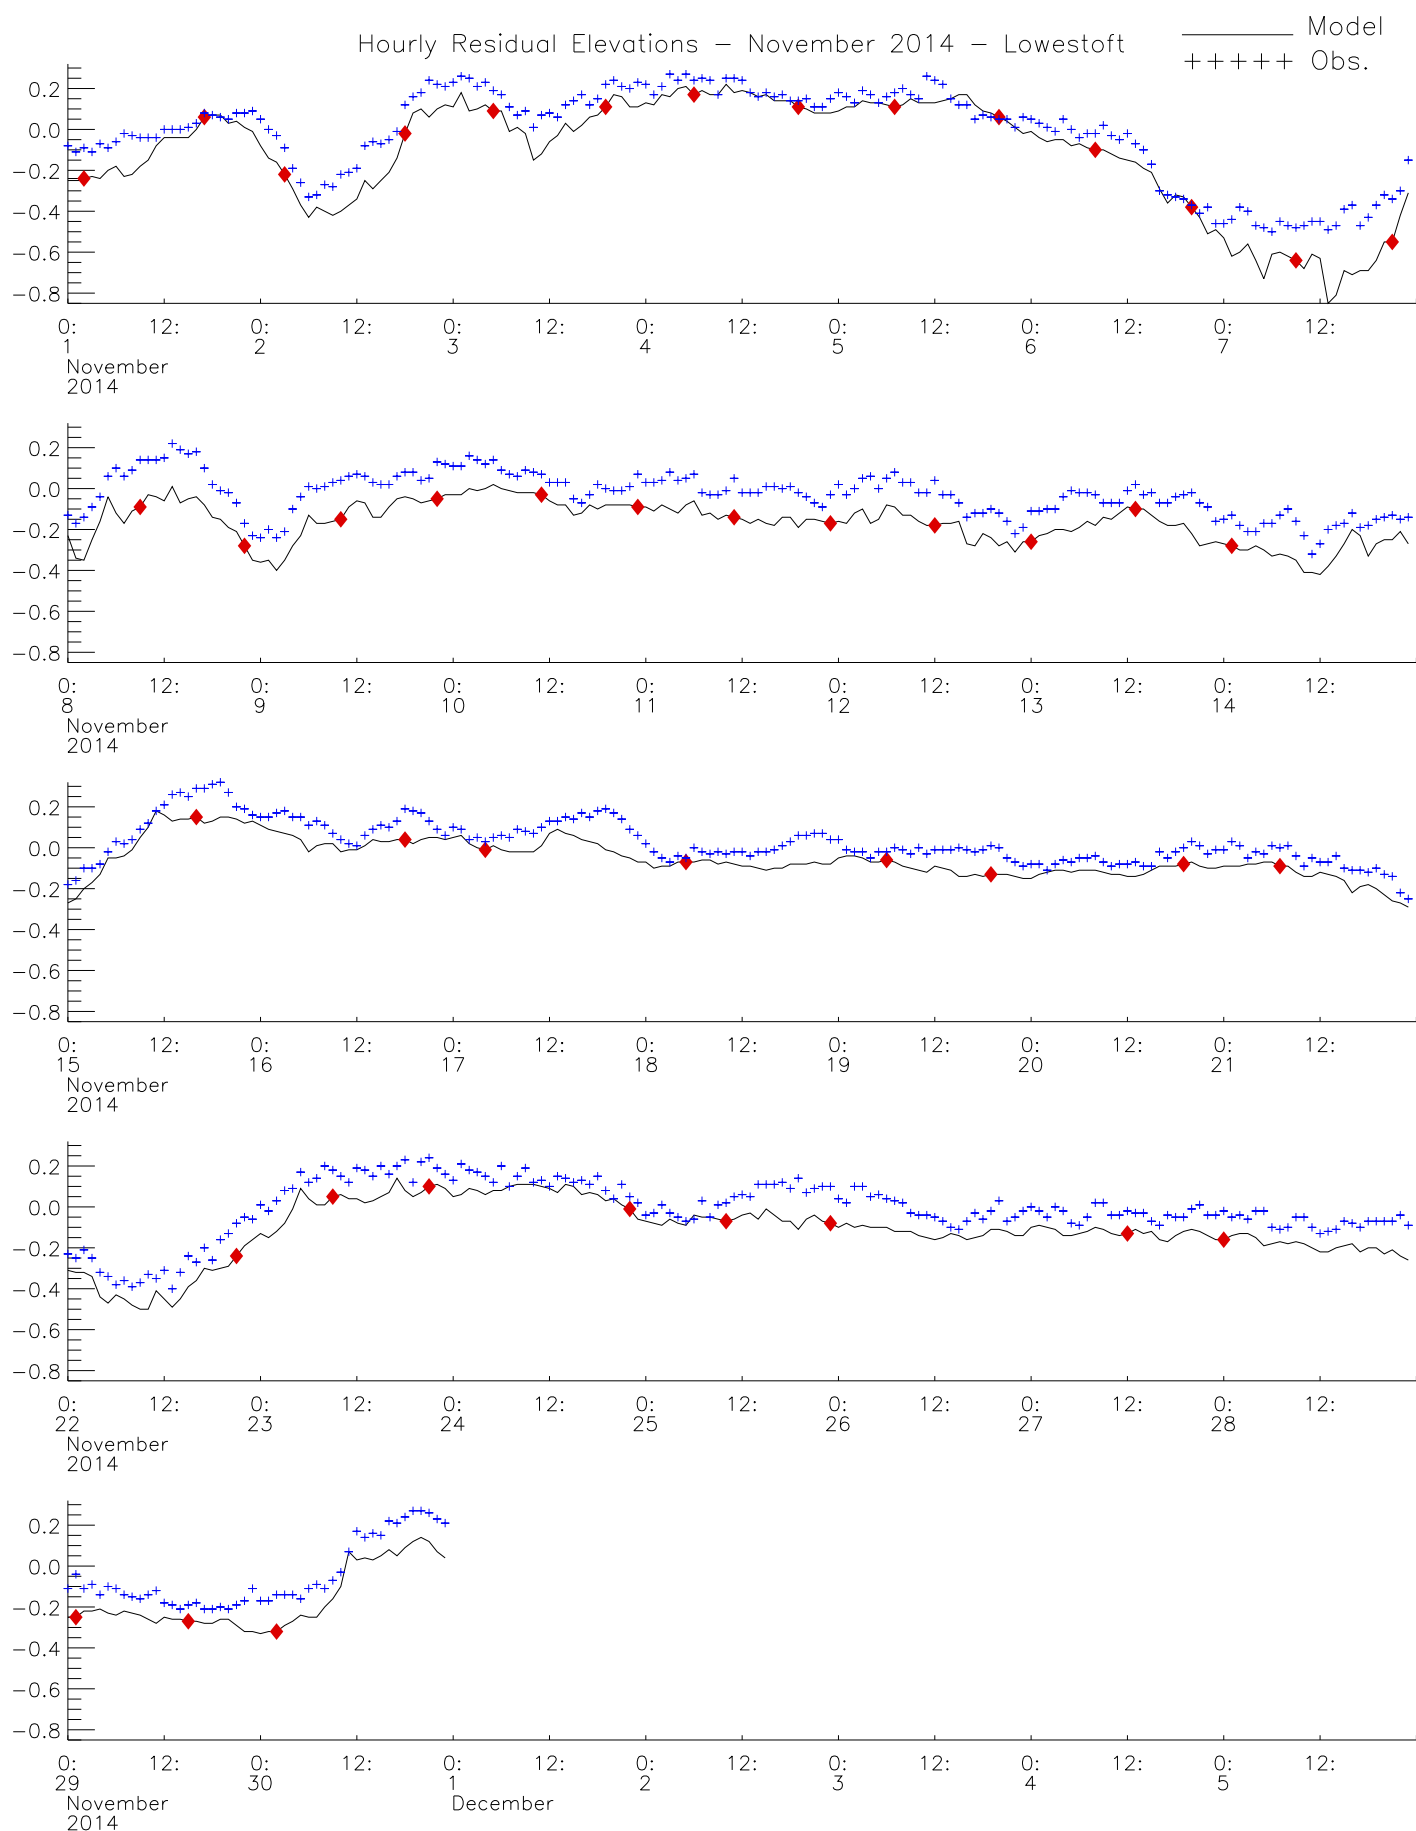 Hourly Residual Elevations − November 2014 − Lowestoft
Model
+++++ Obs.
0.2
0.0
−0.2
−0.4
−0.6
−0.8
0: 12: 0: 12: 0: 12: 0: 12: 0: 12: 0: 12: 0: 12:
1 2 3 4 5 6 7
November
2014
0.2
0.0
−0.2
−0.4
−0.6
−0.8
0: 12: 0: 12: 0: 12: 0: 12: 0: 12: 0: 12: 0: 12:
8 9 10 11 12 13 14
November
2014
0.2
0.0
−0.2
−0.4
−0.6
−0.8
0: 12: 0: 12: 0: 12: 0: 12: 0: 12: 0: 12: 0: 12:
15 16 17 18 19 20 21
November
2014
0.2
0.0
−0.2
−0.4
−0.6
−0.8
0: 12: 0: 12: 0: 12: 0: 12: 0: 12: 0: 12: 0: 12:
22 23 24 25 26 27 28
November
2014
0.2
0.0
−0.2
−0.4
−0.6
−0.8
0: 12: 0: 12: 0: 12: 0: 12: 0: 12: 0: 12: 0: 12:
29 30 1 2 3 4 5
November December
2014